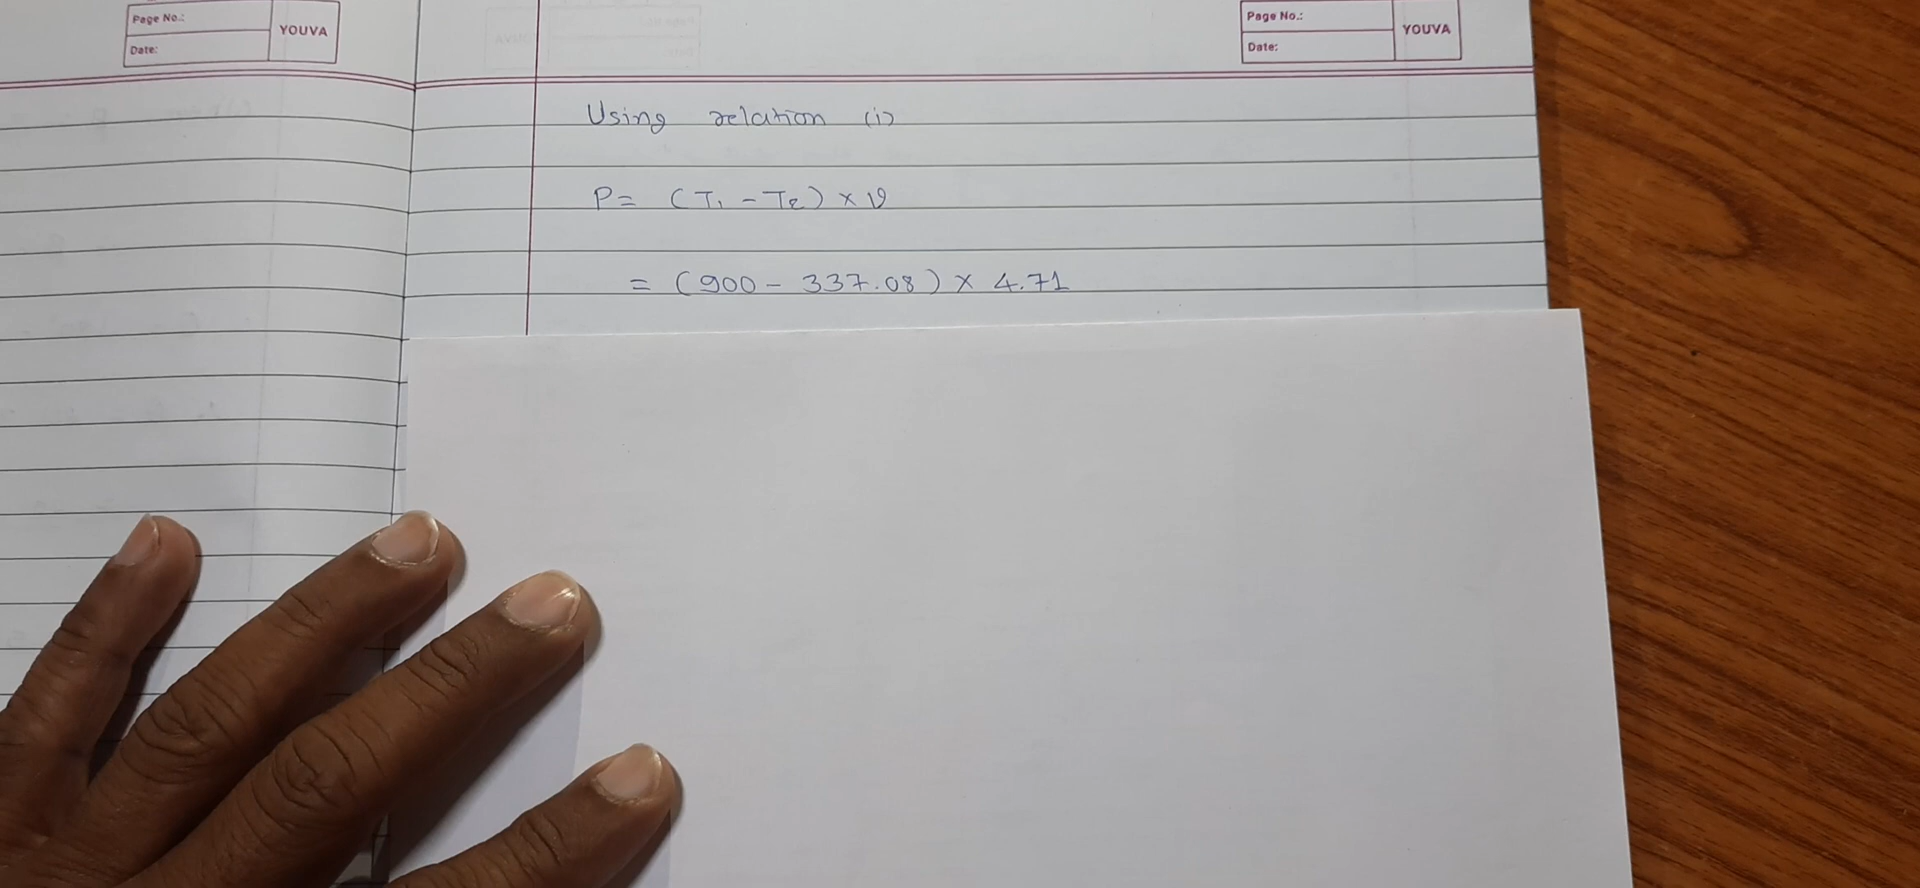 Page No.:
Date:
YOUVA
Page No.:
Date:
YOUVA
Using relation (i)
P = (T₁ - T₂) × v
= (900 - 337.08) × 4.71